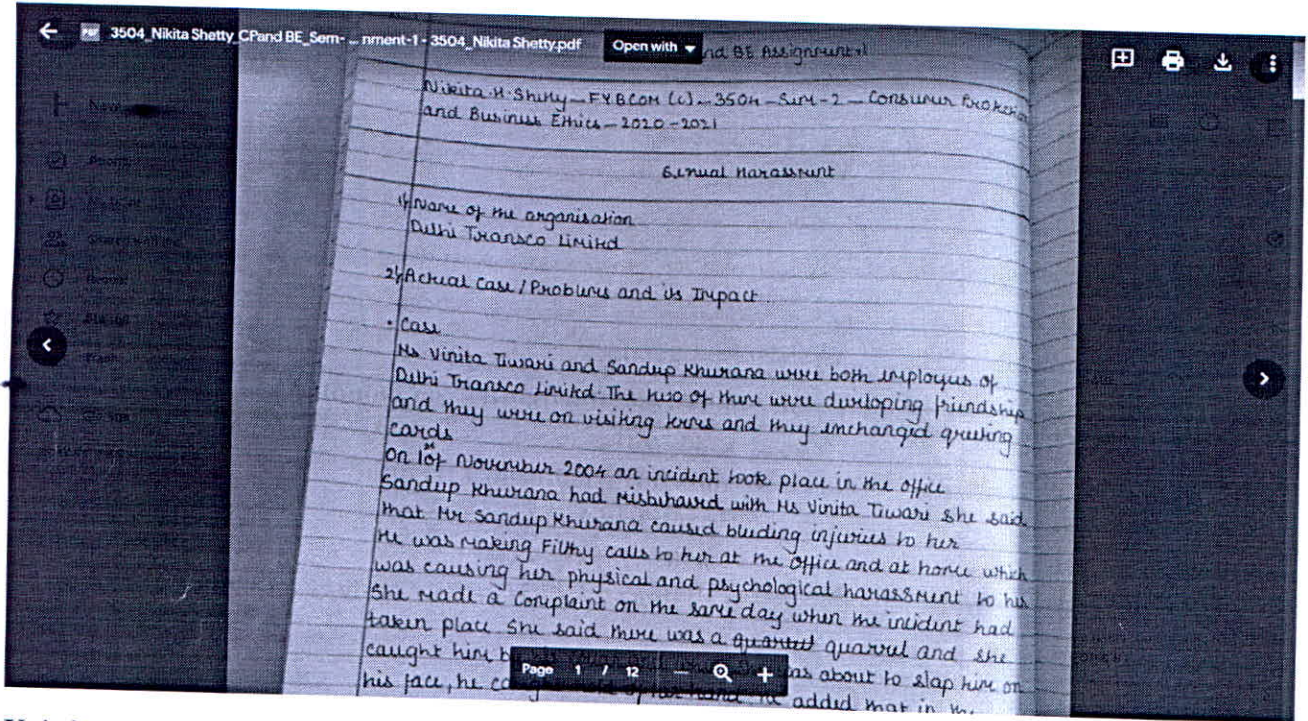 3504_Nikita Shetty_CPand BE_Sem- ... nment-1 - 3504_Nikita Shetty.pdf
Open with
nd BE Assignment 1
Nikita.H.Shetty - FYBCOM (C) - 3504 - Sem-2 - Consumer Protection
and Business Ethics - 2020-2021
Sexual Harassment
1) Name of the organisation
Delhi Transco Limited
2) Actual Case / Problems and its Impact
• Case
Ms Vinita Tiwari and Sandeep Khurana were both employees of
Delhi Transco Limited. The two of them were developing friendship
and they were on visiting terms and they exchanged greeting
cards
On 1st of November 2004 an incident took place in the office
Sandeep Khurana had misbehaved with Ms Vinita Tiwari she said
that Mr Sandeep Khurana caused bleeding injuries to her
He was making Filthy calls to her at the office and at home which
was causing her physical and psychological harassment to her
She made a complaint on the same day when the incident had
taken place She said there was a quarrel and she
caught him b as about to slap him on
his face, he added that in the
Page 1 / 12